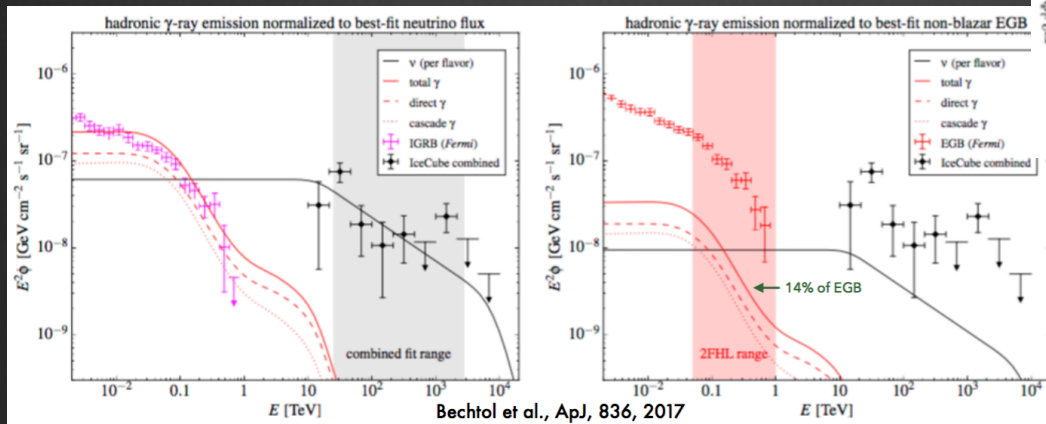 hadronic γ-ray emission normalized to best-fit neutrino flux
10⁻⁶
10⁻⁷
10⁻⁸
10⁻⁹
E²ϕ [GeV cm⁻² s⁻¹ sr⁻¹]
ν (per flavor)
total γ
direct γ
cascade γ
IGRB (Fermi)
IceCube combined
combined fit range
10⁻² 0.1 1 10 10² 10³ 10⁴
E [TeV]
hadronic γ-ray emission normalized to best-fit non-blazar EGB
10⁻⁶
10⁻⁷
10⁻⁸
10⁻⁹
E²ϕ [GeV cm⁻² s⁻¹ sr⁻¹]
ν (per flavor)
total γ
direct γ
cascade γ
EGB (Fermi)
IceCube combined
14% of EGB
2FHL range
10⁻² 0.1 1 10 10² 10³ 10⁴
E [TeV]
Bechtol et al., ApJ, 836, 2017